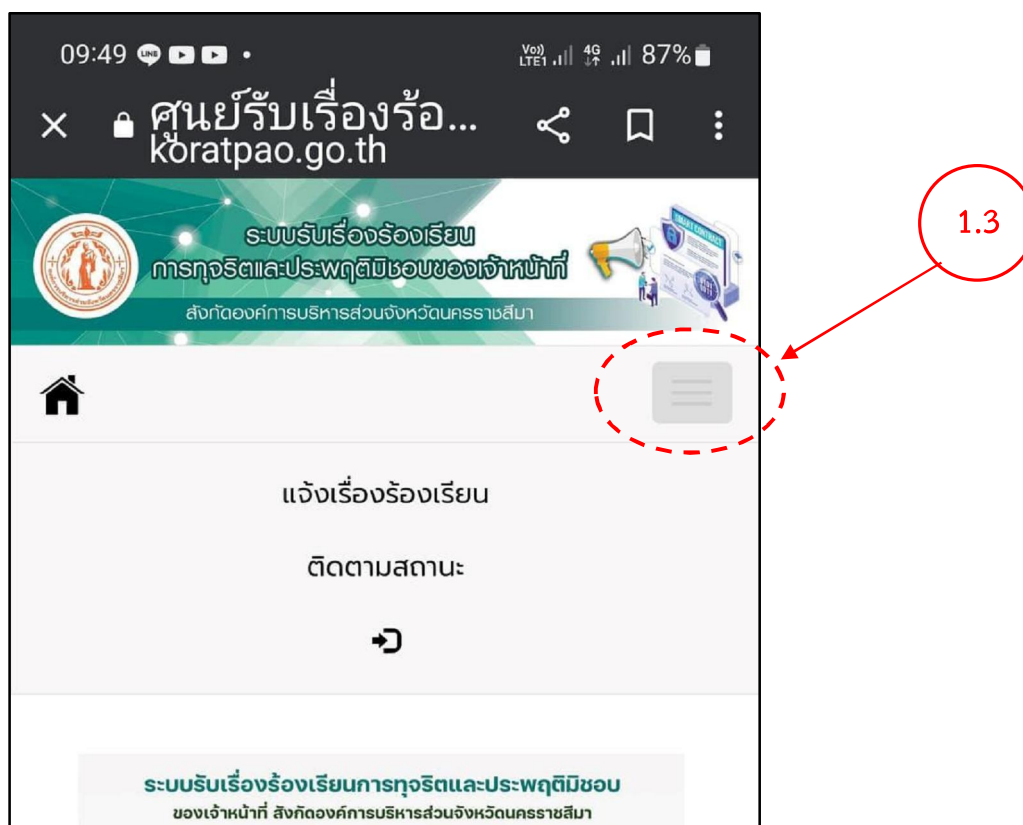 09:49
Vo)) LTE1 4G 87%
ศูนย์รับเรื่องร้อ...
koratpao.go.th
ระบบรับเรื่องร้องเรียน
การทุจริตและประพฤติมิชอบของเจ้าหน้าที่
สังกัดองค์การบริหารส่วนจังหวัดนครราชสีมา
SMART CONTRACT
1.3
แจ้งเรื่องร้องเรียน
ติดตามสถานะ
ระบบรับเรื่องร้องเรียนการทุจริตและประพฤติมิชอบ
ของเจ้าหน้าที่ สังกัดองค์การบริหารส่วนจังหวัดนครราชสีมา